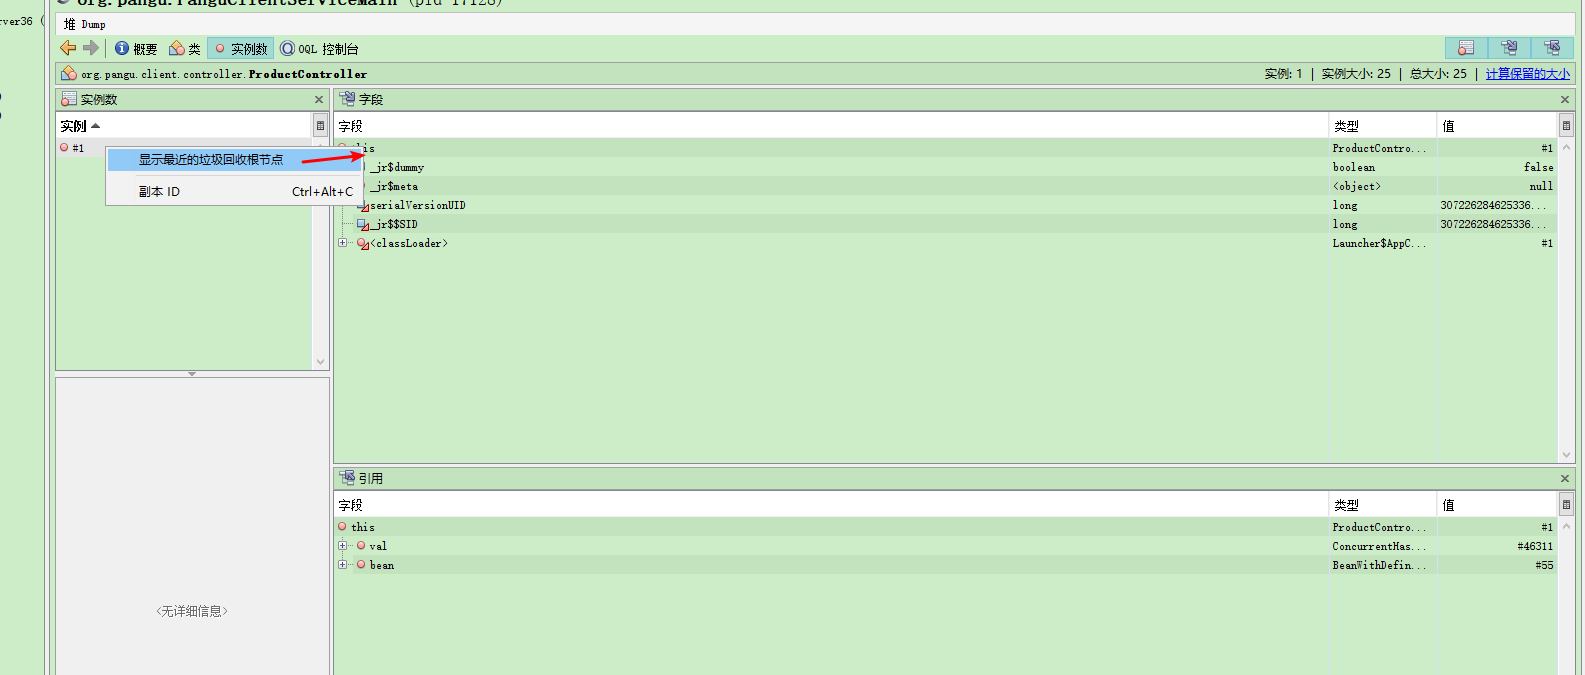 org.pangu.PanguClientServiceMain (pid 17128)
rver36 (
堆 Dump
概要 类 实例数 OQL 控制台
org.pangu.client.controller.ProductController
实例: 1 | 实例大小: 25 | 总大小: 25 | 计算保留的大小
实例数
实例
#1
显示最近的垃圾回收根节点
副本 ID Ctrl+Alt+C
<无详细信息>
字段
字段 类型 值
his ProductContro... #1
_jr$dummy boolean false
_jr$meta <object> null
serialVersionUID long 307226284625336...
_jr$$SID long 307226284625336...
<classLoader> Launcher$AppC... #1
引用
字段 类型 值
this ProductContro... #1
val ConcurrentHas... #46311
bean BeanWithDefin... #55